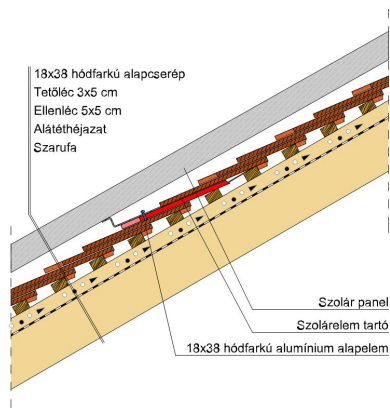 18x38 hódfarkú alapcserép
Tetőléc 3x5 cm
Ellenléc 5x5 cm
Alátéthéjazat
Szarufa
Szolár panel
Szolárelem tartó
18x38 hódfarkú alumínium alapelem